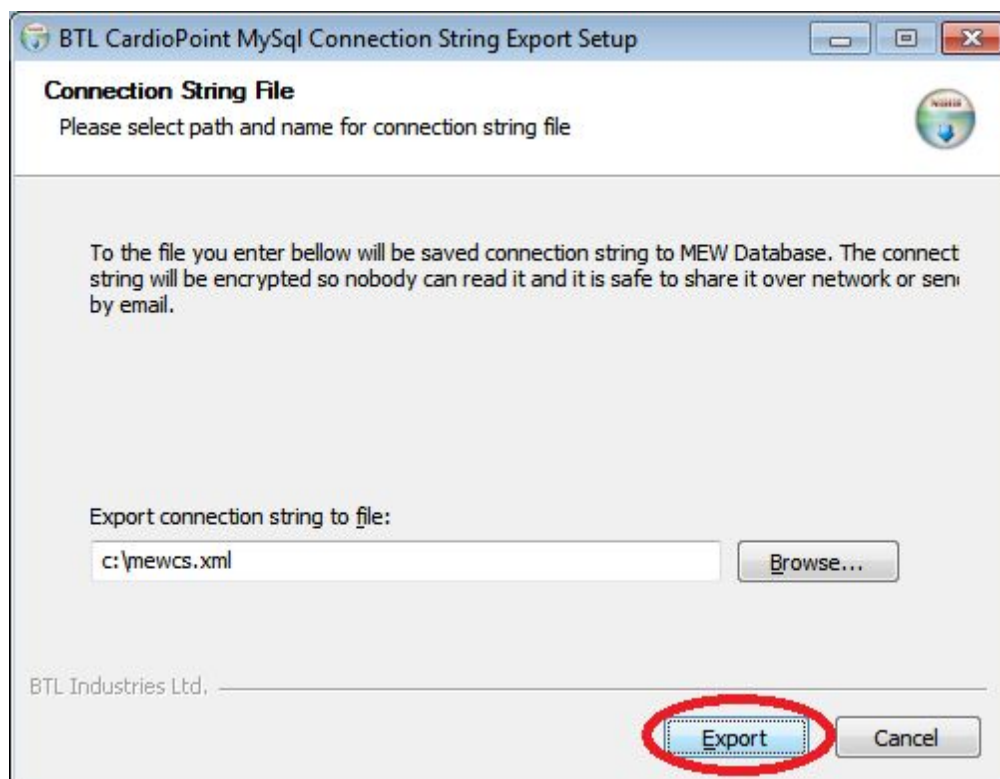 BTL CardioPoint MySql Connection String Export Setup
Connection String File
Please select path and name for connection string file
To the file you enter bellow will be saved connection string to MEW Database. The connect
string will be encrypted so nobody can read it and it is safe to share it over network or sen
by email.
Export connection string to file:
c:\mewcs.xml
Browse...
BTL Industries Ltd.
Export
Cancel